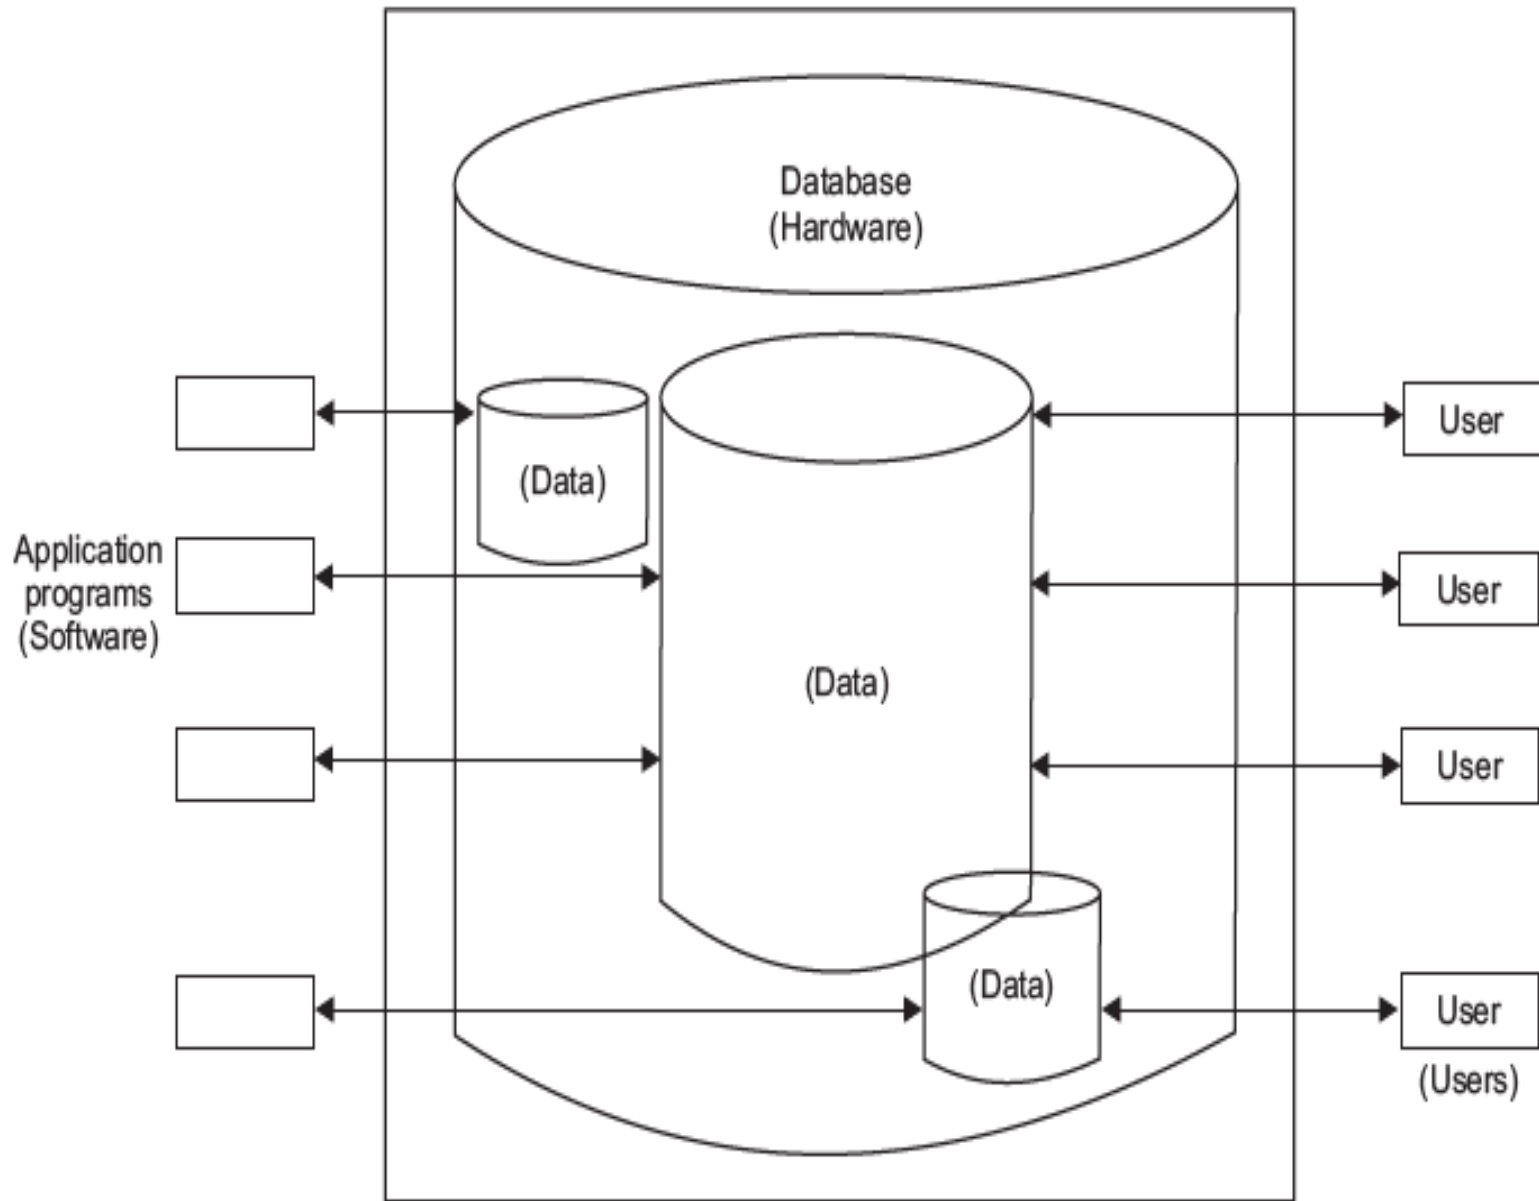 Database
(Hardware)
(Data)
User
Application
programs
(Software)
User
(Data)
User
(Data)
User
(Users)